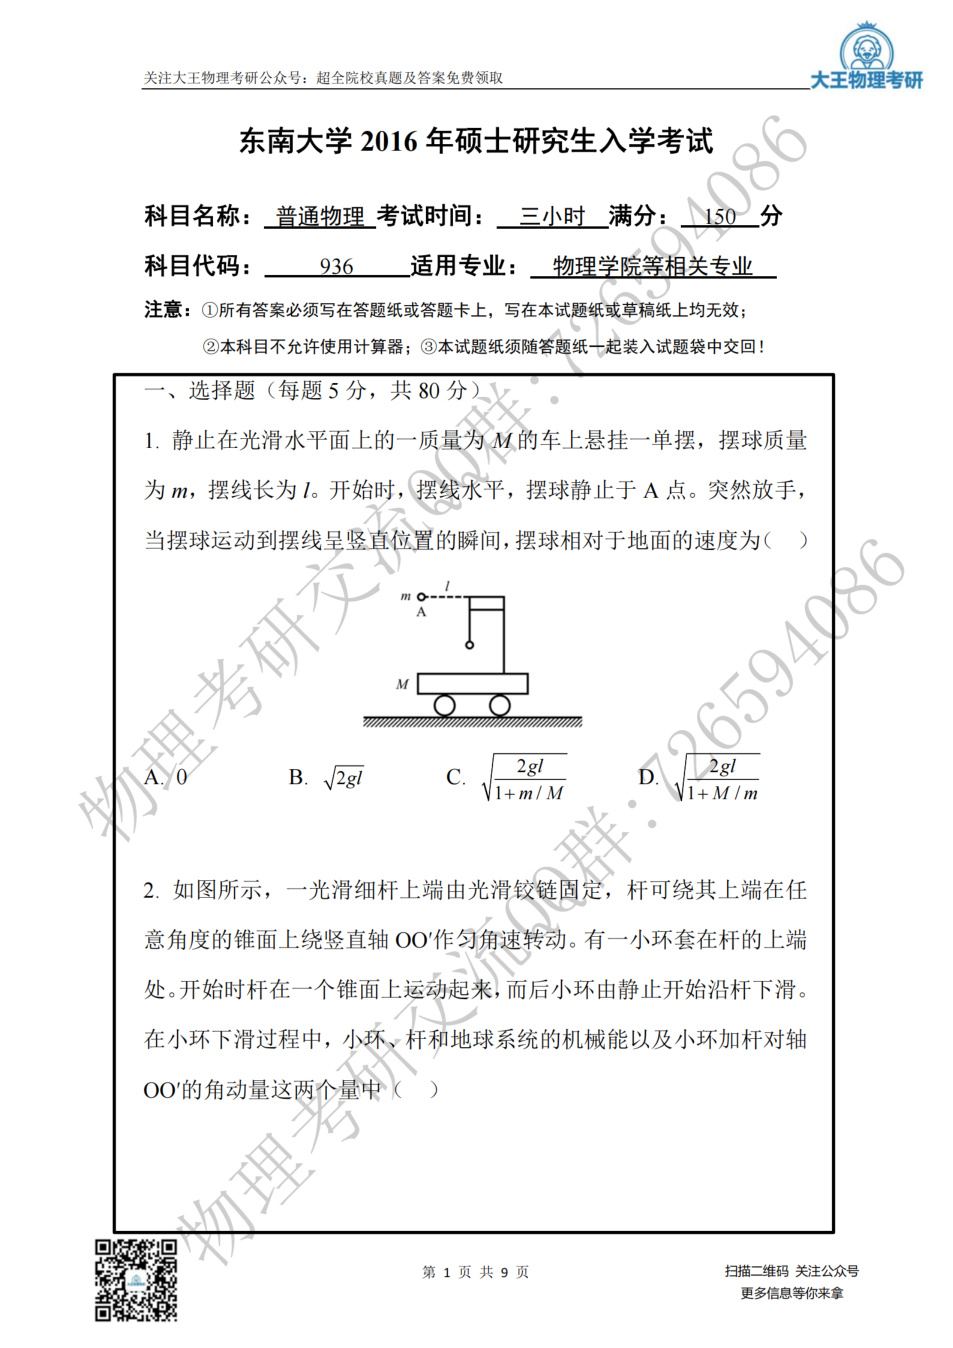 关注大王物理考研公众号：超全院校真题及答案免费领取
大王物理考研
东南大学 2016 年硕士研究生入学考试
科目名称： 普通物理 考试时间： 三小时 满分： 150 分
科目代码： 936 适用专业： 物理学院等相关专业
注意：①所有答案必须写在答题纸或答题卡上，写在本试题纸或草稿纸上均无效；
②本科目不允许使用计算器；③本试题纸须随答题纸一起装入试题袋中交回！
一、选择题（每题 5 分，共 80 分）
1. 静止在光滑水平面上的一质量为 M 的车上悬挂一单摆，摆球质量
为 m，摆线长为 l。开始时，摆线水平，摆球静止于 A 点。突然放手，
当摆球运动到摆线呈竖直位置的瞬间，摆球相对于地面的速度为（ ）
m l
A
M
A. 0 B. √2gl C. √(2gl/(1+m/M)) D. √(2gl/(1+M/m))
2. 如图所示，一光滑细杆上端由光滑铰链固定，杆可绕其上端在任
意角度的锥面上绕竖直轴 OO′作匀角速转动。有一小环套在杆的上端
处。开始时杆在一个锥面上运动起来，而后小环由静止开始沿杆下滑。
在小环下滑过程中，小环、杆和地球系统的机械能以及小环加杆对轴
OO′的角动量这两个量中（ ）
物理考研交流QQ群：726594086
物理考研交流QQ群：726594086
大王物理考研
第 1 页 共 9 页
扫描二维码 关注公众号
更多信息等你来拿